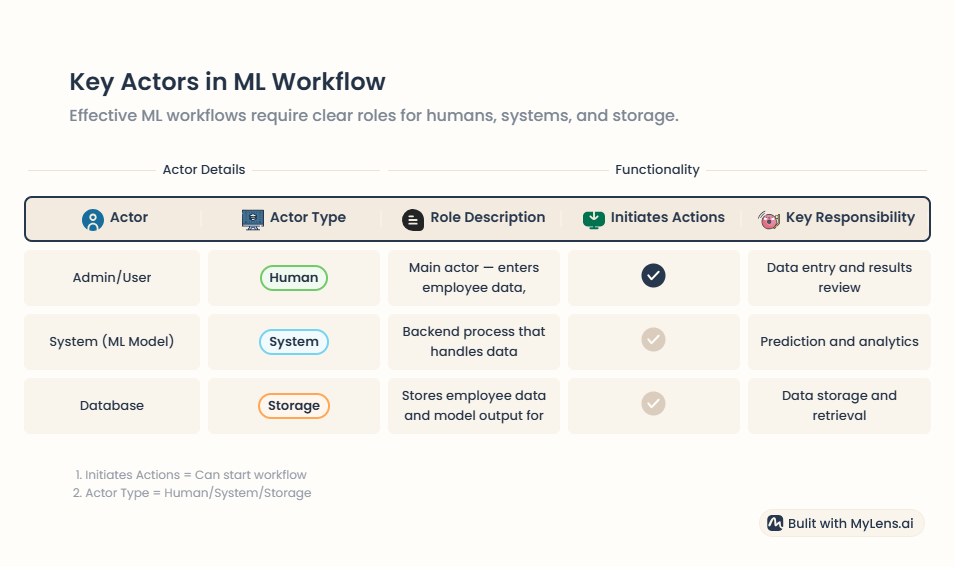 Key Actors in ML Workflow
Effective ML workflows require clear roles for humans, systems, and storage.
Actor Details
Functionality
Actor
Actor Type
Role Description
Initiates Actions
Key Responsibility
Admin/User
Human
Main actor — enters
employee data,
Data entry and results
review
System (ML Model)
System
Backend process that
handles data
Prediction and analytics
Database
Storage
Stores employee data
and model output for
Data storage and
retrieval
1. Initiates Actions = Can start workflow
2. Actor Type = Human/System/Storage
Bulit with MyLens.ai